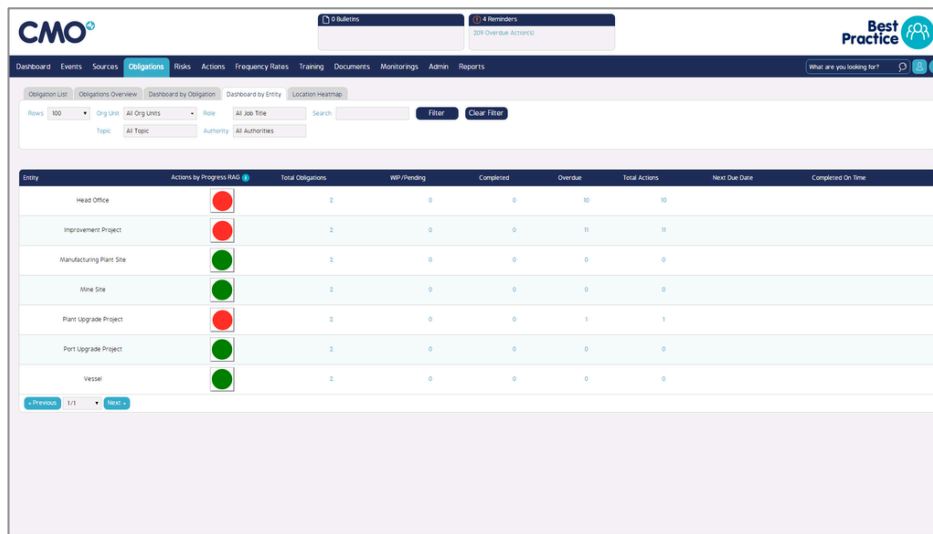 CMO
0 Bulletins
4 Reminders
209 Overdue Action(s)
Best
Practice
Dashboard Events Sources Obligations Risks Actions Frequency Rates Training Documents Monitorings Admin Reports
What are you looking for?
Obligation List Obligations Overview Dashboard by Obligation Dashboard by Entity Location Heatmap
Rows 100 Org Unit All Org Units Role All Job Title Search Filter Clear Filter
Topic All Topic Authority All Authorities
Entity Actions by Progress RAG Total Obligations WIP/Pending Completed Overdue Total Actions Next Due Date Completed On Time
Head Office 2 0 0 10 10
Improvement Project 2 0 0 11 11
Manufacturing Plant Site 2 0 0 0 0
Mine Site 2 0 0 0 0
Plant Upgrade Project 2 0 0 1 1
Port Upgrade Project 2 0 0 0 0
Vessel 2 0 0 0 0
« Previous 1/1 Next »